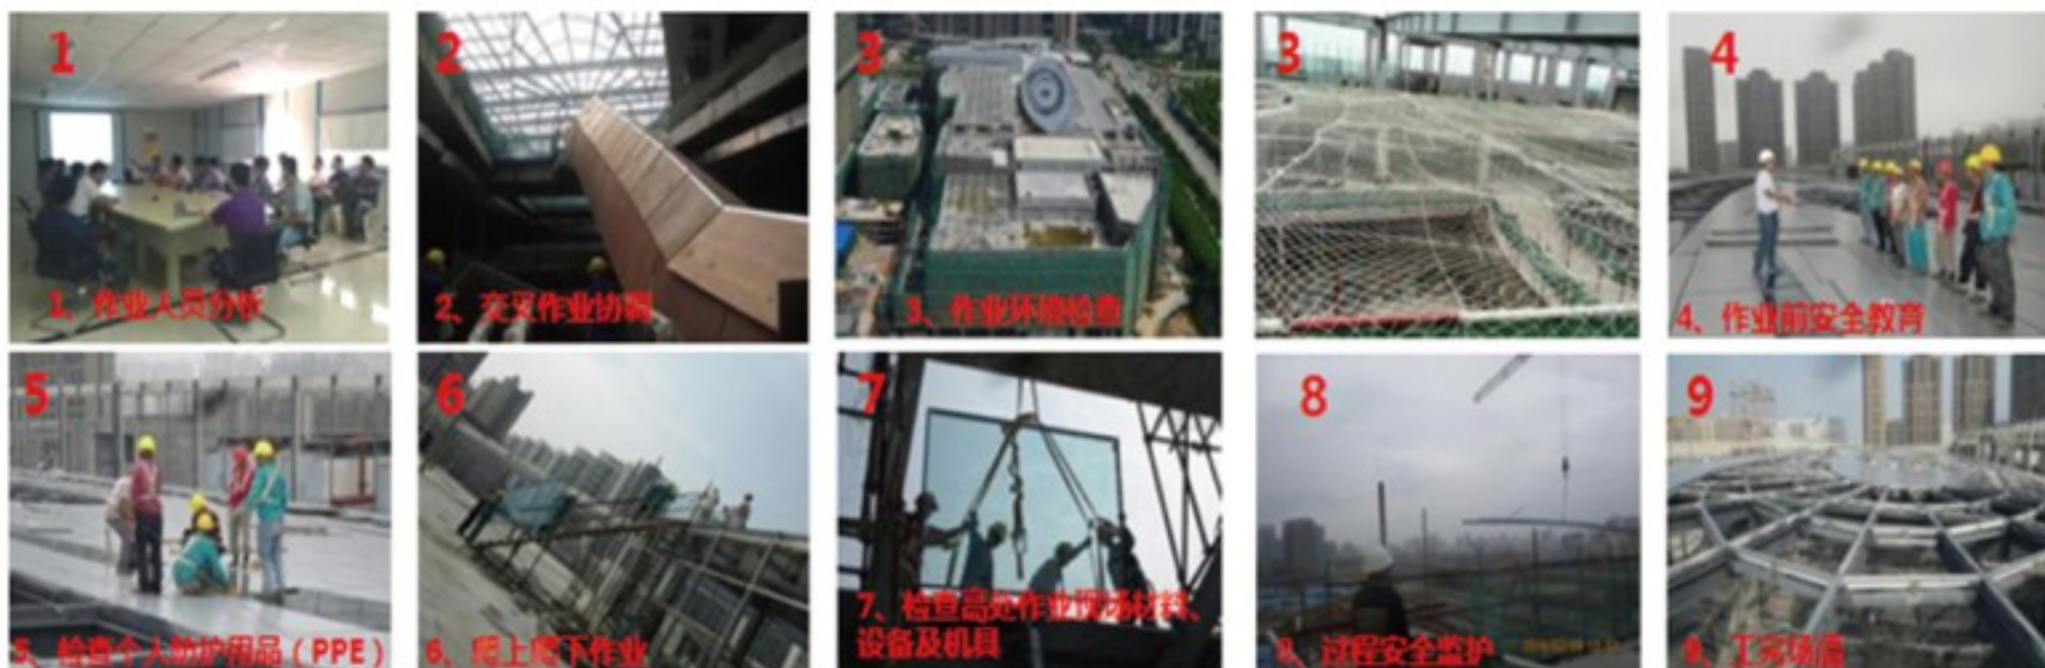 1
2
3
3
4
1、作业人员分析
2、交叉作业协调
3、作业环境检查
4、作业前安全教育
5
6
7
8
9
5、检查个人防护用品（PPE）
6、爬上爬下作业
7、检查高处作业现场材料、
设备及机具
8、过程安全监护
9、工完场清